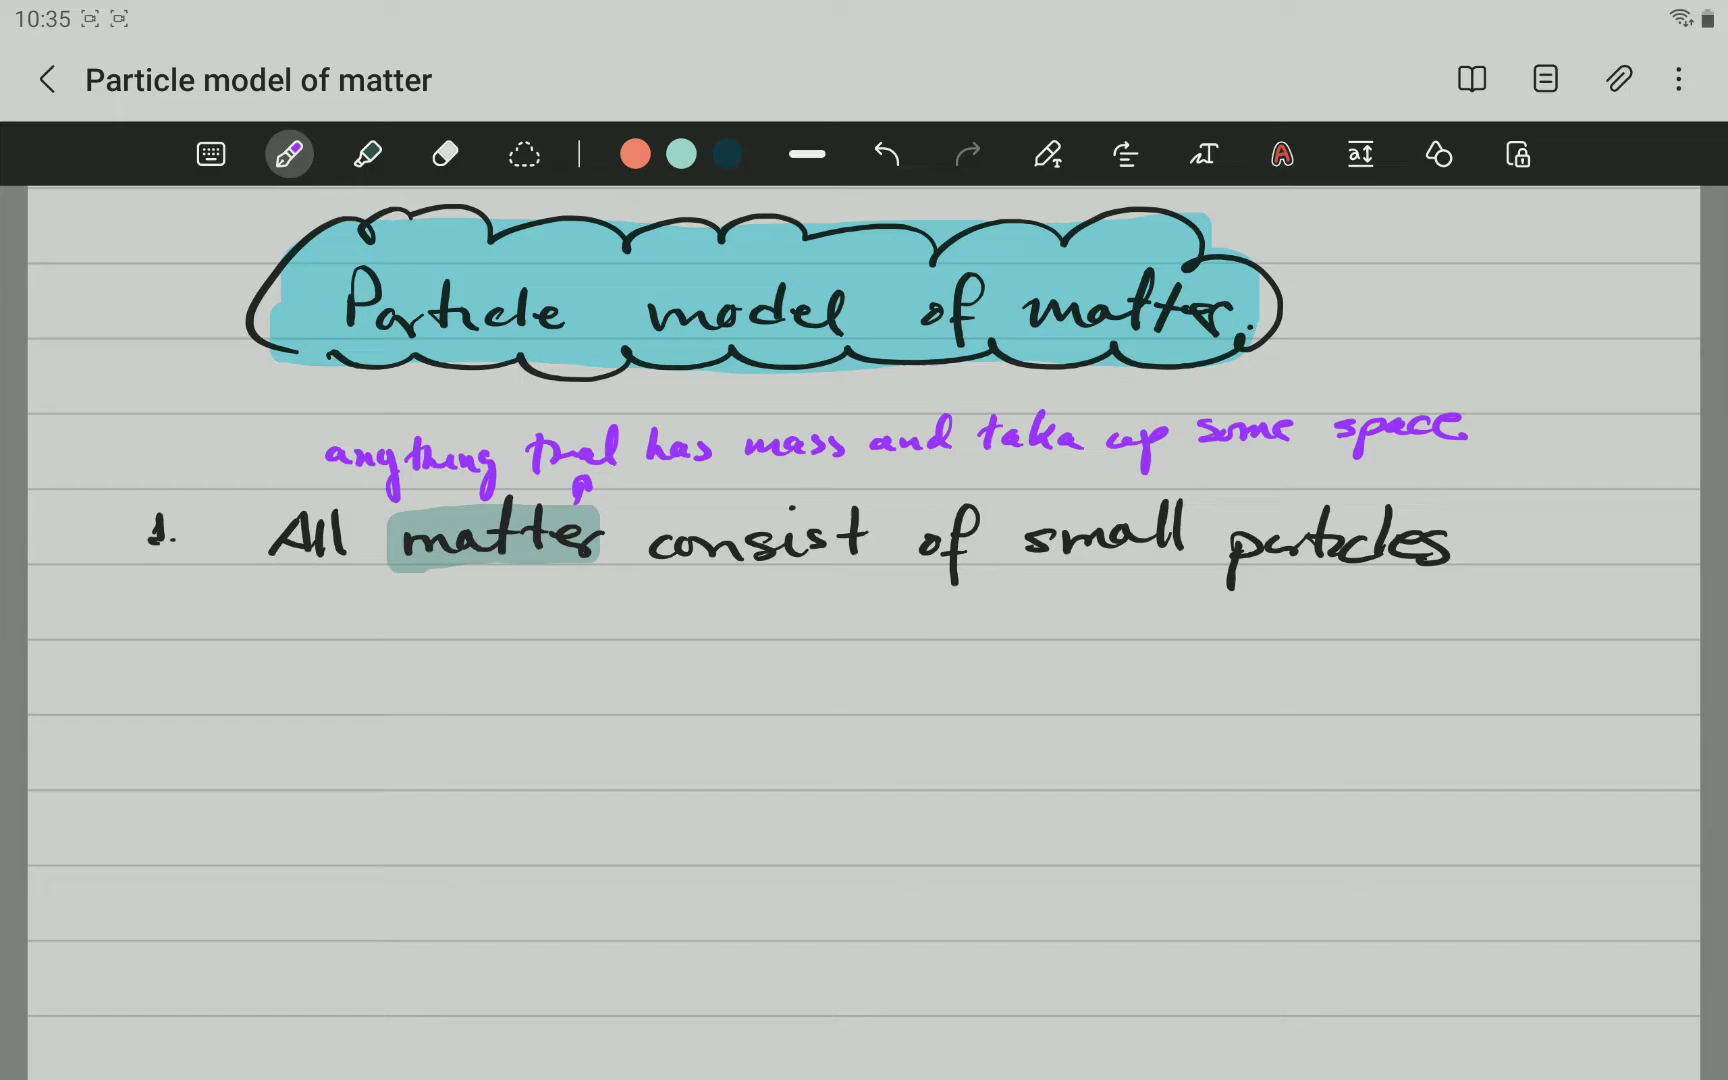 10:35
Particle model of matter
Particle model of matter.
anything that has mass and take up some space
1. All matter consist of small particles